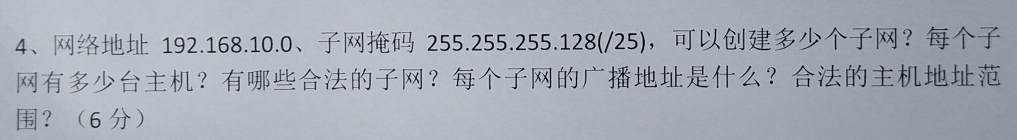 4、网络地址 192.168.10.0、子网掩码 255.255.255.128(/25)，可以创建多少个子网？每个子
网有多少台主机？有哪些合法的子网？每个子网的广播地址是什么？合法的主机地址范
围？（6 分）